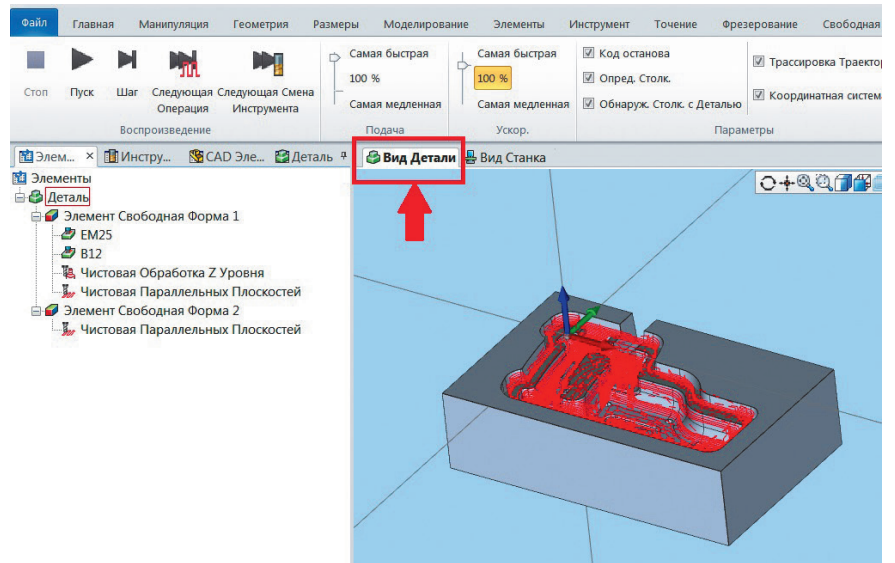 Файл Главная Манипуляция Геометрия Размеры Моделирование Элементы Инструмент Точение Фрезерование Свободная
Стоп Пуск Шаг Следующая Операция Следующая Смена Инструмента
Воспроизведение
Самая быстрая
100 %
Самая медленная
Подача
Самая быстрая
100 %
Самая медленная
Ускор.
Код останова
Опред. Столк.
Обнаруж. Столк. с Деталью
Трассировка Траектор
Координатная система
Параметры
Элем... × Инстру... CAD Эле... Деталь
Вид Детали Вид Станка
Элементы
Деталь
Элемент Свободная Форма 1
EM25
B12
Чистовая Обработка Z Уровня
Чистовая Параллельных Плоскостей
Элемент Свободная Форма 2
Чистовая Параллельных Плоскостей